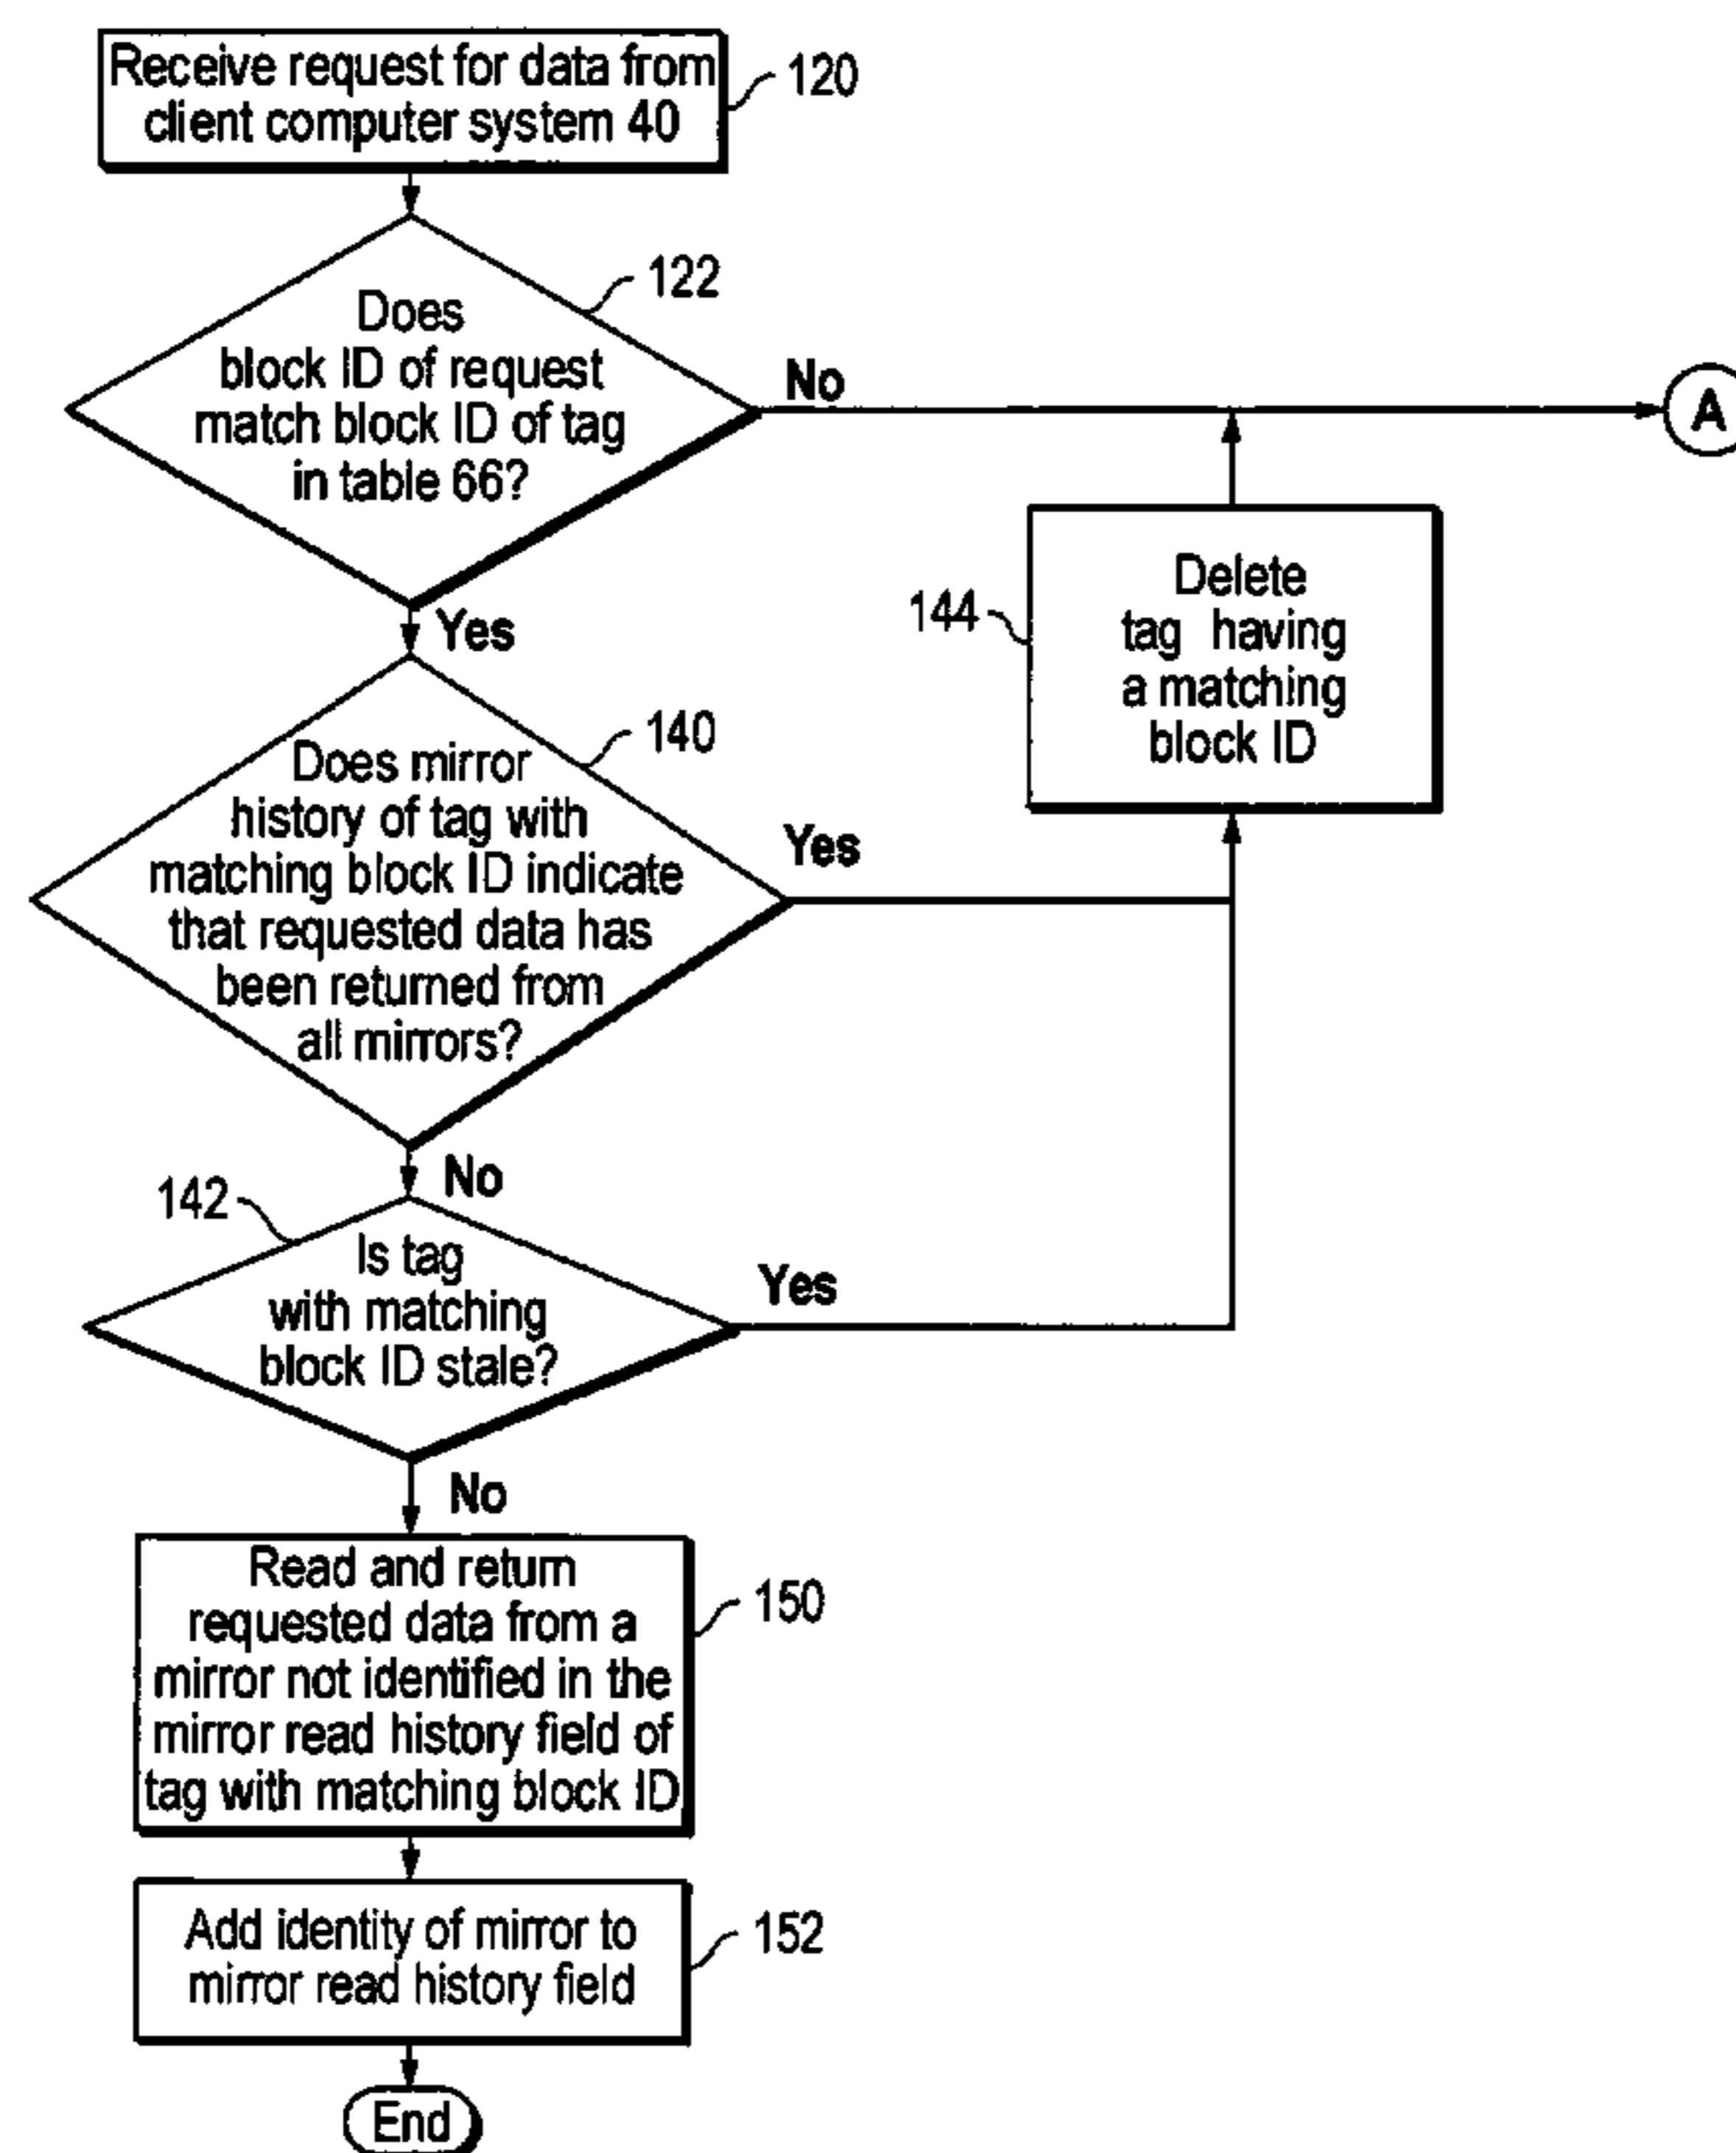 Receive request for data from
client computer system 40
120
Does
block ID of request
match block ID of tag
in table 66?
122
No
A
Yes
Delete
tag having
a matching
block ID
144
Does mirror
history of tag with
matching block ID indicate
that requested data has
been returned from
all mirrors?
140
Yes
No
142
Is tag
with matching
block ID stale?
Yes
No
Read and return
requested data from a
mirror not identified in the
mirror read history field of
tag with matching block ID
150
Add identity of mirror to
mirror read history field
152
End